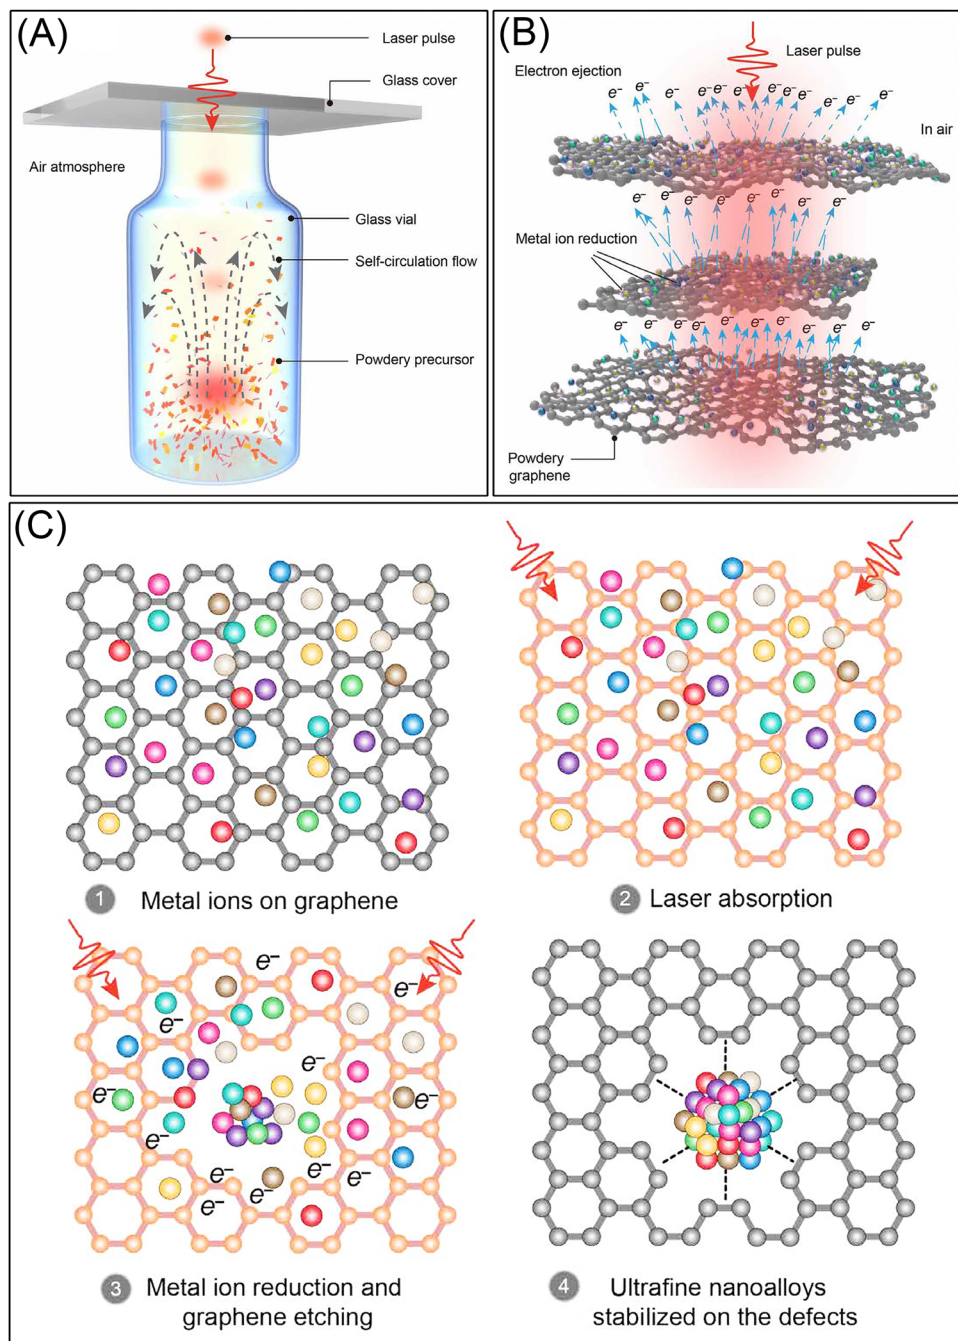 (A)
Laser pulse
Glass cover
Air atmosphere
Glass vial
Self-circulation flow
Powdery precursor
(B)
Laser pulse
Electron ejection
e⁻ e⁻ e⁻ e⁻ e⁻ e⁻ e⁻ e⁻ e⁻ e⁻ e⁻ e⁻ e⁻
In air
e⁻ e⁻ e⁻ e⁻ e⁻ e⁻ e⁻ e⁻ e⁻
Metal ion reduction
e⁻ e⁻ e⁻ e⁻ e⁻ e⁻ e⁻ e⁻ e⁻ e⁻ e⁻
Powdery
graphene
(C)
1 Metal ions on graphene
2 Laser absorption
e⁻
e⁻
e⁻
e⁻
e⁻ e⁻
e⁻
e⁻ e⁻ e⁻
e⁻ e⁻
3 Metal ion reduction and
graphene etching
4 Ultrafine nanoalloys
stabilized on the defects